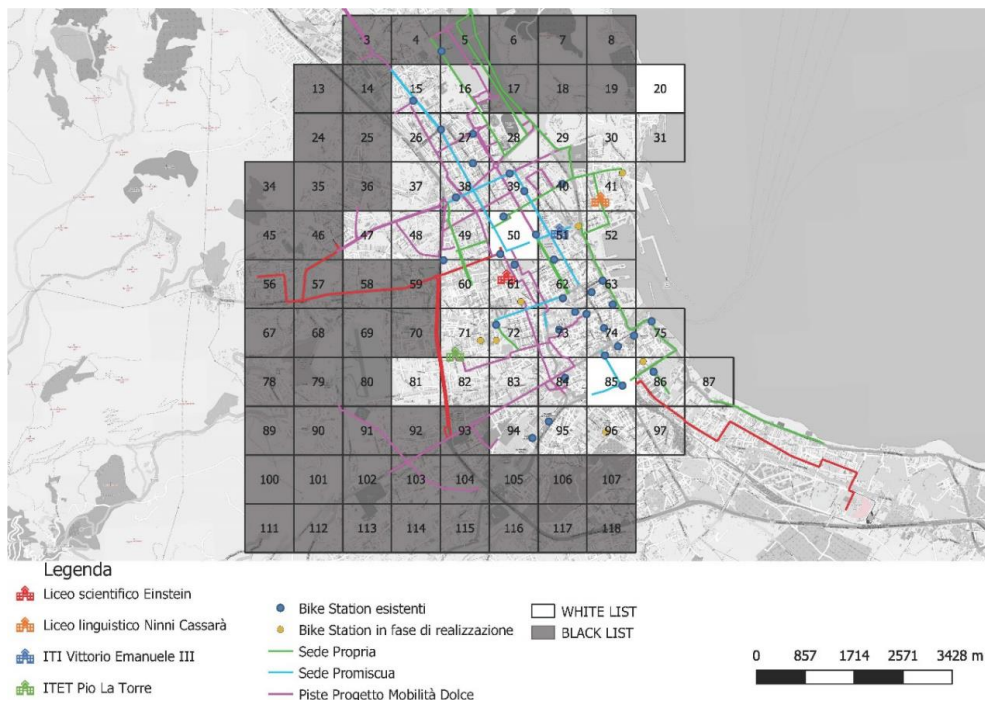 3 4 5 6 7 8
13 14 15 16 17 18 19 20
24 25 26 27 28 29 30 31
34 35 36 37 38 39 40 41
45 46 47 48 49 50 51 52
56 57 58 59 60 61 62 63
67 68 69 70 71 72 73 74 75
78 79 80 81 82 83 84 85 86 87
89 90 91 92 93 94 95 96 97
100 101 102 103 104 105 106 107
111 112 113 114 115 116 117 118
Legenda
Liceo scientifico Einstein
Liceo linguistico Ninni Cassarà
ITI Vittorio Emanuele III
ITET Pio La Torre
Bike Station esistenti
Bike Station in fase di realizzazione
Sede Propria
Sede Promiscua
Piste Progetto Mobilità Dolce
WHITE LIST
BLACK LIST
0 857 1714 2571 3428 m